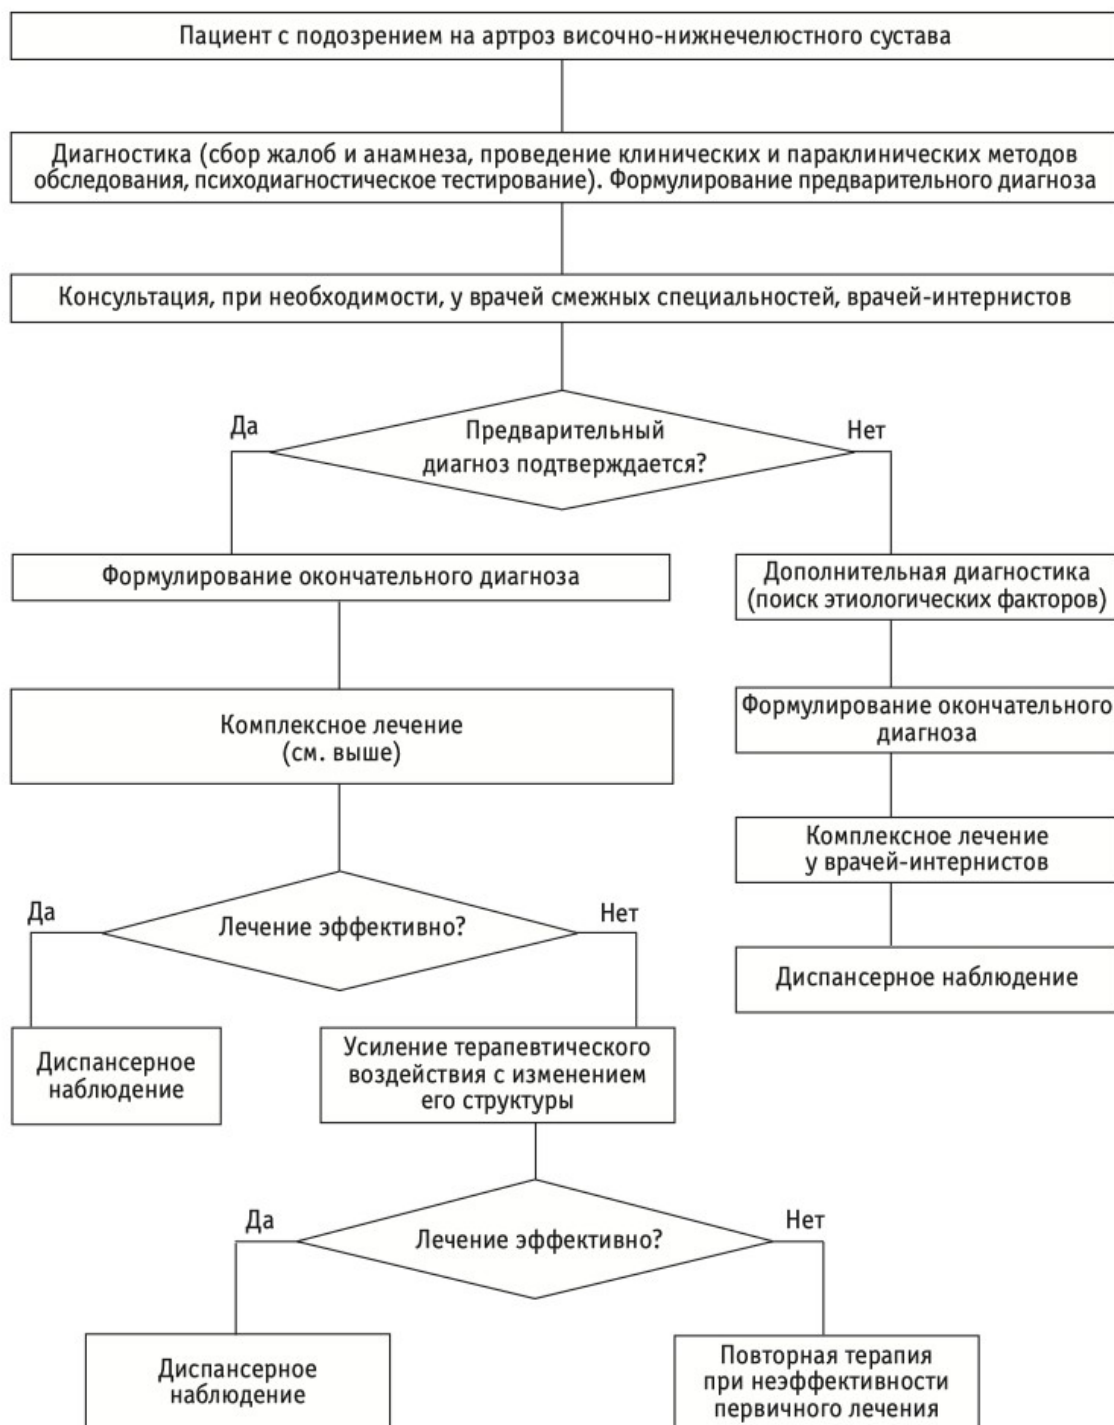 Пациент с подозрением на артроз височно-нижнечелюстного сустава
Диагностика (сбор жалоб и анамнеза, проведение клинических и параклинических методов
обследования, психодиагностическое тестирование). Формулирование предварительного диагноза
Консультация, при необходимости, у врачей смежных специальностей, врачей-интернистов
Да
Предварительный
диагноз подтверждается?
Нет
Формулирование окончательного диагноза
Дополнительная диагностика
(поиск этиологических факторов)
Комплексное лечение
(см. выше)
Формулирование окончательного
диагноза
Комплексное лечение
у врачей-интернистов
Да
Лечение эффективно?
Нет
Диспансерное наблюдение
Диспансерное
наблюдение
Усиление терапевтического
воздействия с изменением
его структуры
Да
Лечение эффективно?
Нет
Диспансерное
наблюдение
Повторная терапия
при неэффективности
первичного лечения